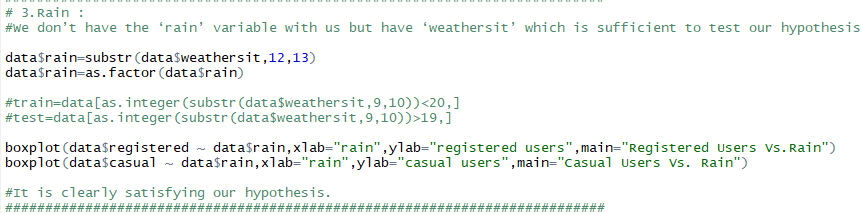 # 3.Rain :
#We don’t have the ‘rain’ variable with us but have ‘weathersit’ which is sufficient to test our hypothesis
data$rain=substr(data$weathersit,12,13)
data$rain=as.factor(data$rain)
#train=data[as.integer(substr(data$weathersit,9,10))<20,]
#test=data[as.integer(substr(data$weathersit,9,10))>19,]
boxplot(data$registered ~ data$rain,xlab="rain",ylab="registered users",main="Registered Users Vs.Rain")
boxplot(data$casual ~ data$rain,xlab="rain",ylab="casual users",main="Casual Users Vs. Rain")
#It is clearly satisfying our hypothesis.
###########################################################################